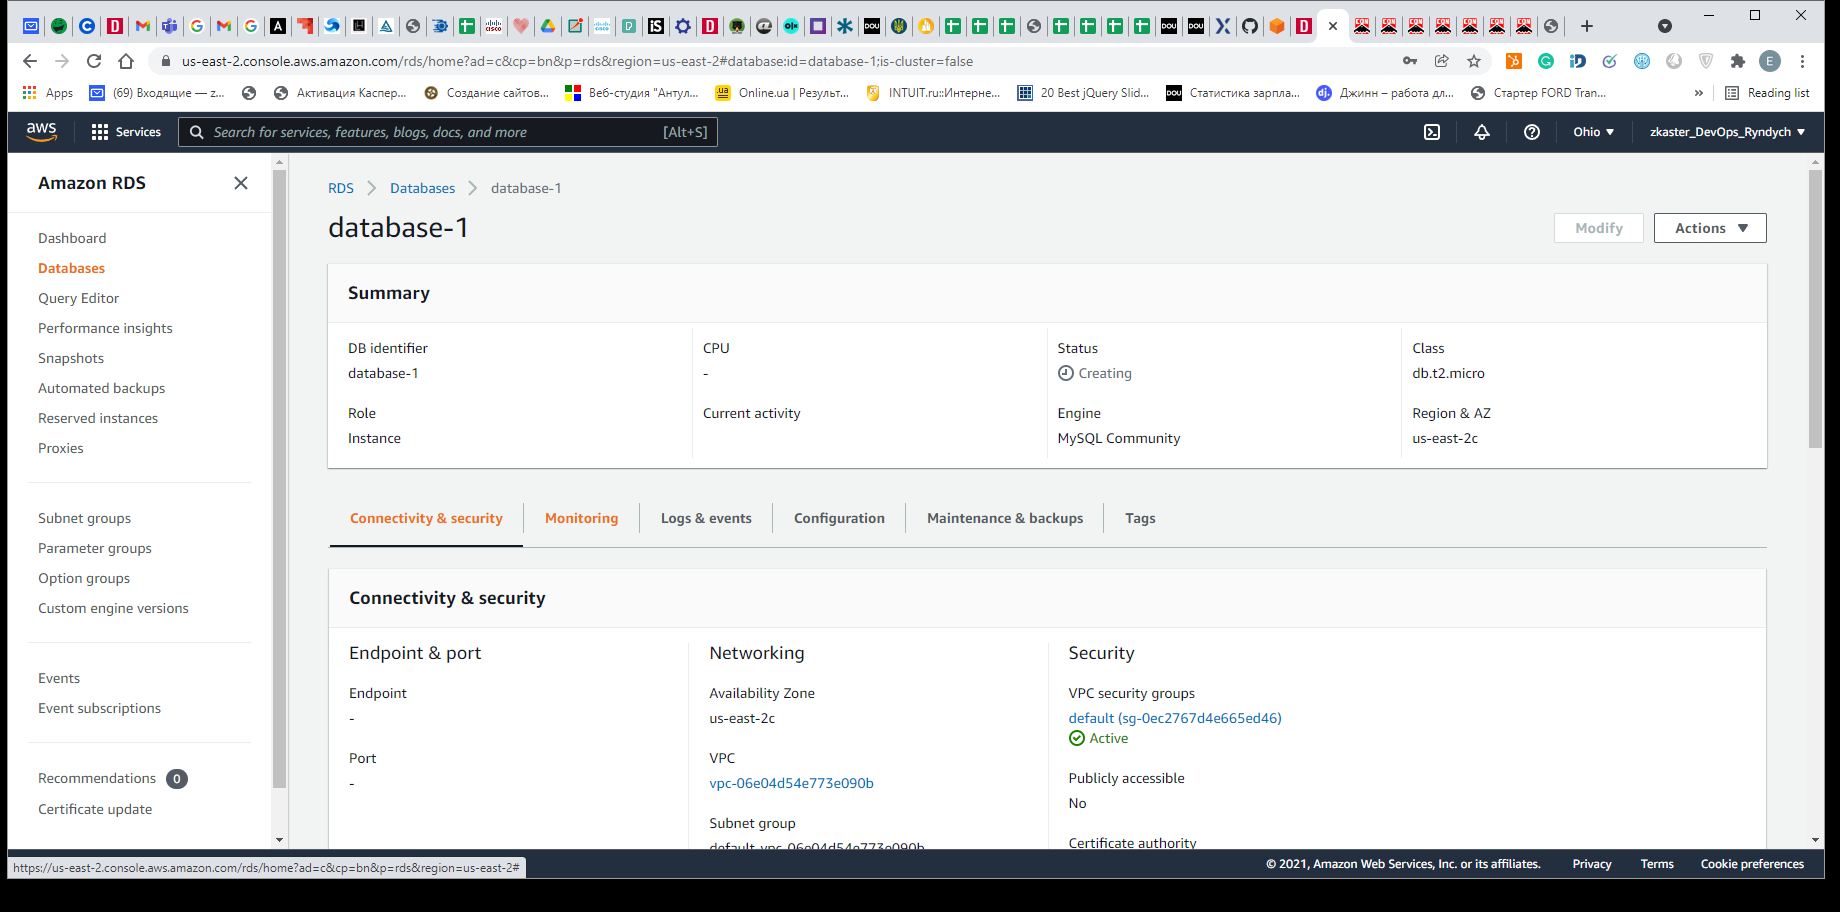 us-east-2.console.aws.amazon.com/rds/home?ad=c&cp=bn&p=rds&region=us-east-2#database:id=database-1;is-cluster=false
Apps
(69) Входящие — z...
Активация Каспер...
Создание сайтов...
Веб-студия "Антул...
Online.ua | Результ...
INTUIT.ru::Интерне...
20 Best jQuery Slid...
Статистика зарпла...
Джинн – работа дл...
Стартер FORD Tran...
»
Reading list
aws
Services
Search for services, features, blogs, docs, and more
[Alt+S]
Ohio
zkaster_DevOps_Ryndych
Amazon RDS
Dashboard
Databases
Query Editor
Performance insights
Snapshots
Automated backups
Reserved instances
Proxies
Subnet groups
Parameter groups
Option groups
Custom engine versions
Events
Event subscriptions
Recommendations 0
Certificate update
RDS > Databases > database-1
database-1
Modify
Actions
Summary
DB identifier
database-1
CPU
-
Status
Creating
Class
db.t2.micro
Role
Instance
Current activity
Engine
MySQL Community
Region & AZ
us-east-2c
Connectivity & security
Monitoring
Logs & events
Configuration
Maintenance & backups
Tags
Connectivity & security
Endpoint & port
Endpoint
-
Port
-
Networking
Availability Zone
us-east-2c
VPC
vpc-06e04d54e773e090b
Subnet group
default-vpc-06e04d54e773e090b
Security
VPC security groups
default (sg-0ec2767d4e665ed46)
Active
Publicly accessible
No
Certificate authority
https://us-east-2.console.aws.amazon.com/rds/home?ad=c&cp=bn&p=rds&region=us-east-2#
© 2021, Amazon Web Services, Inc. or its affiliates.
Privacy
Terms
Cookie preferences